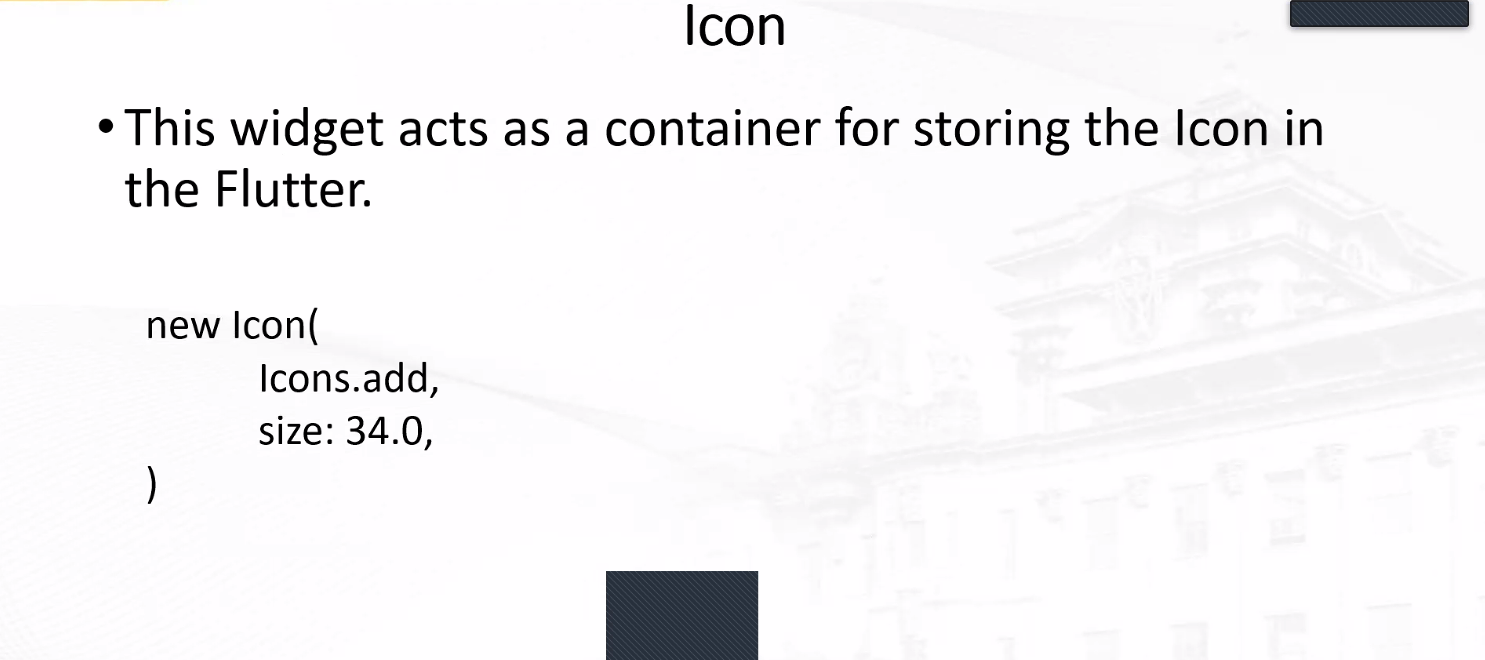 Icon
• This widget acts as a container for storing the Icon in
the Flutter.
new Icon(
Icons.add,
size: 34.0,
)